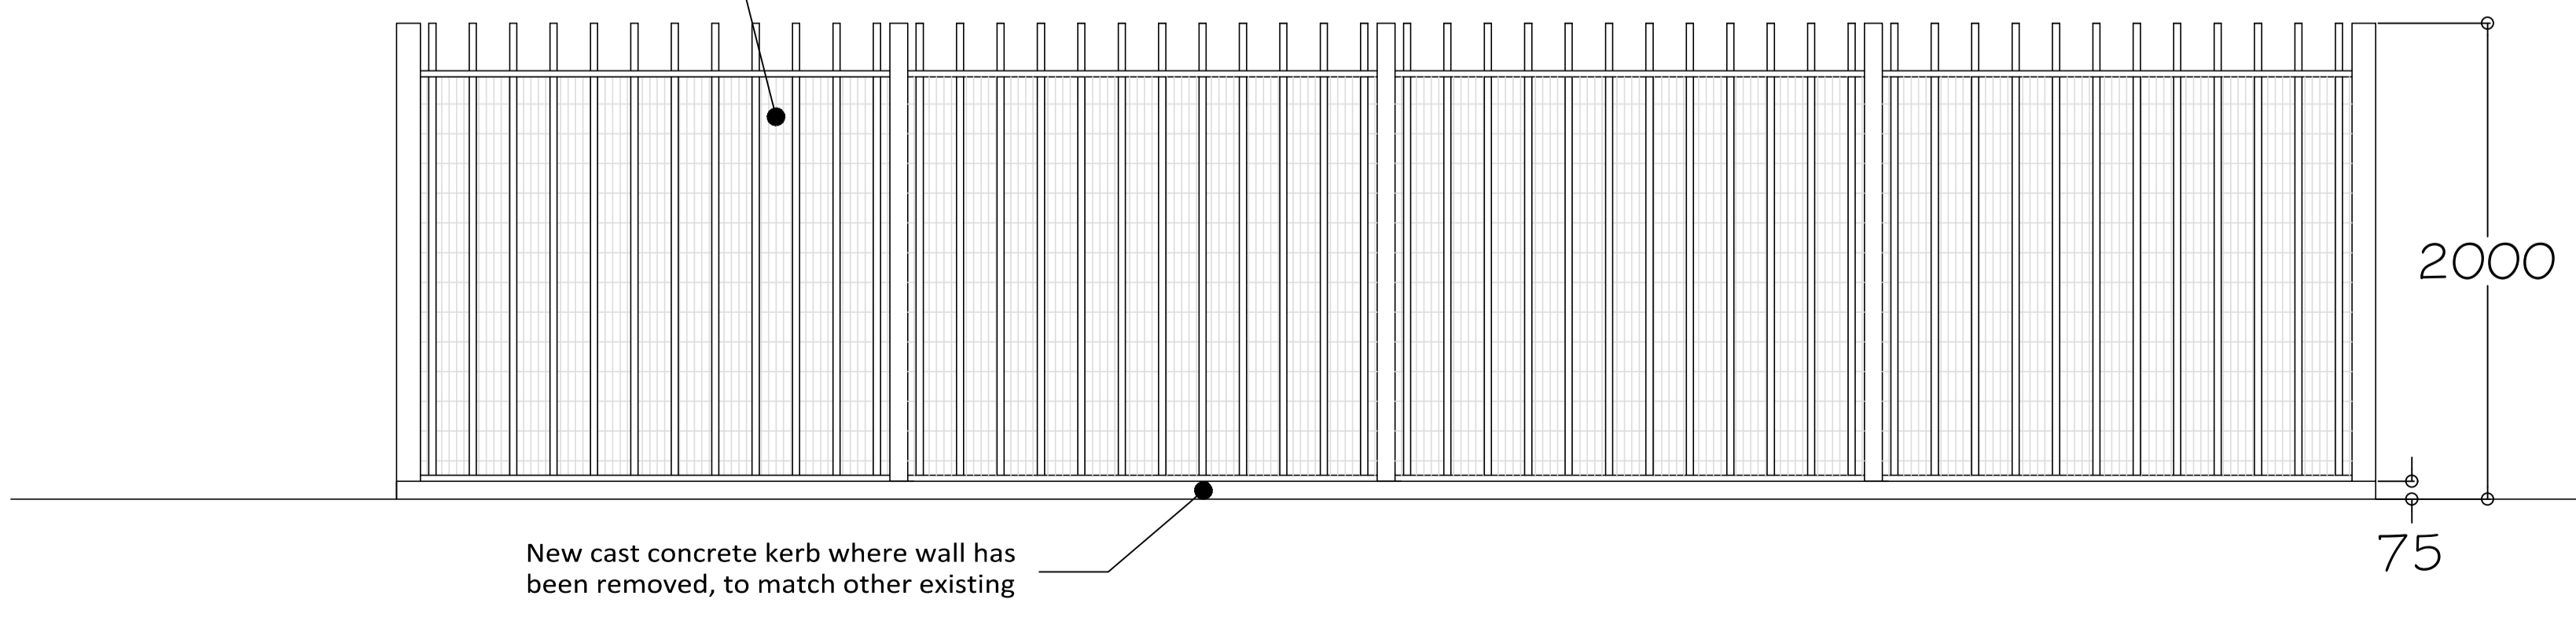 2000
New cast concrete kerb where wall has
been removed, to match other existing
75